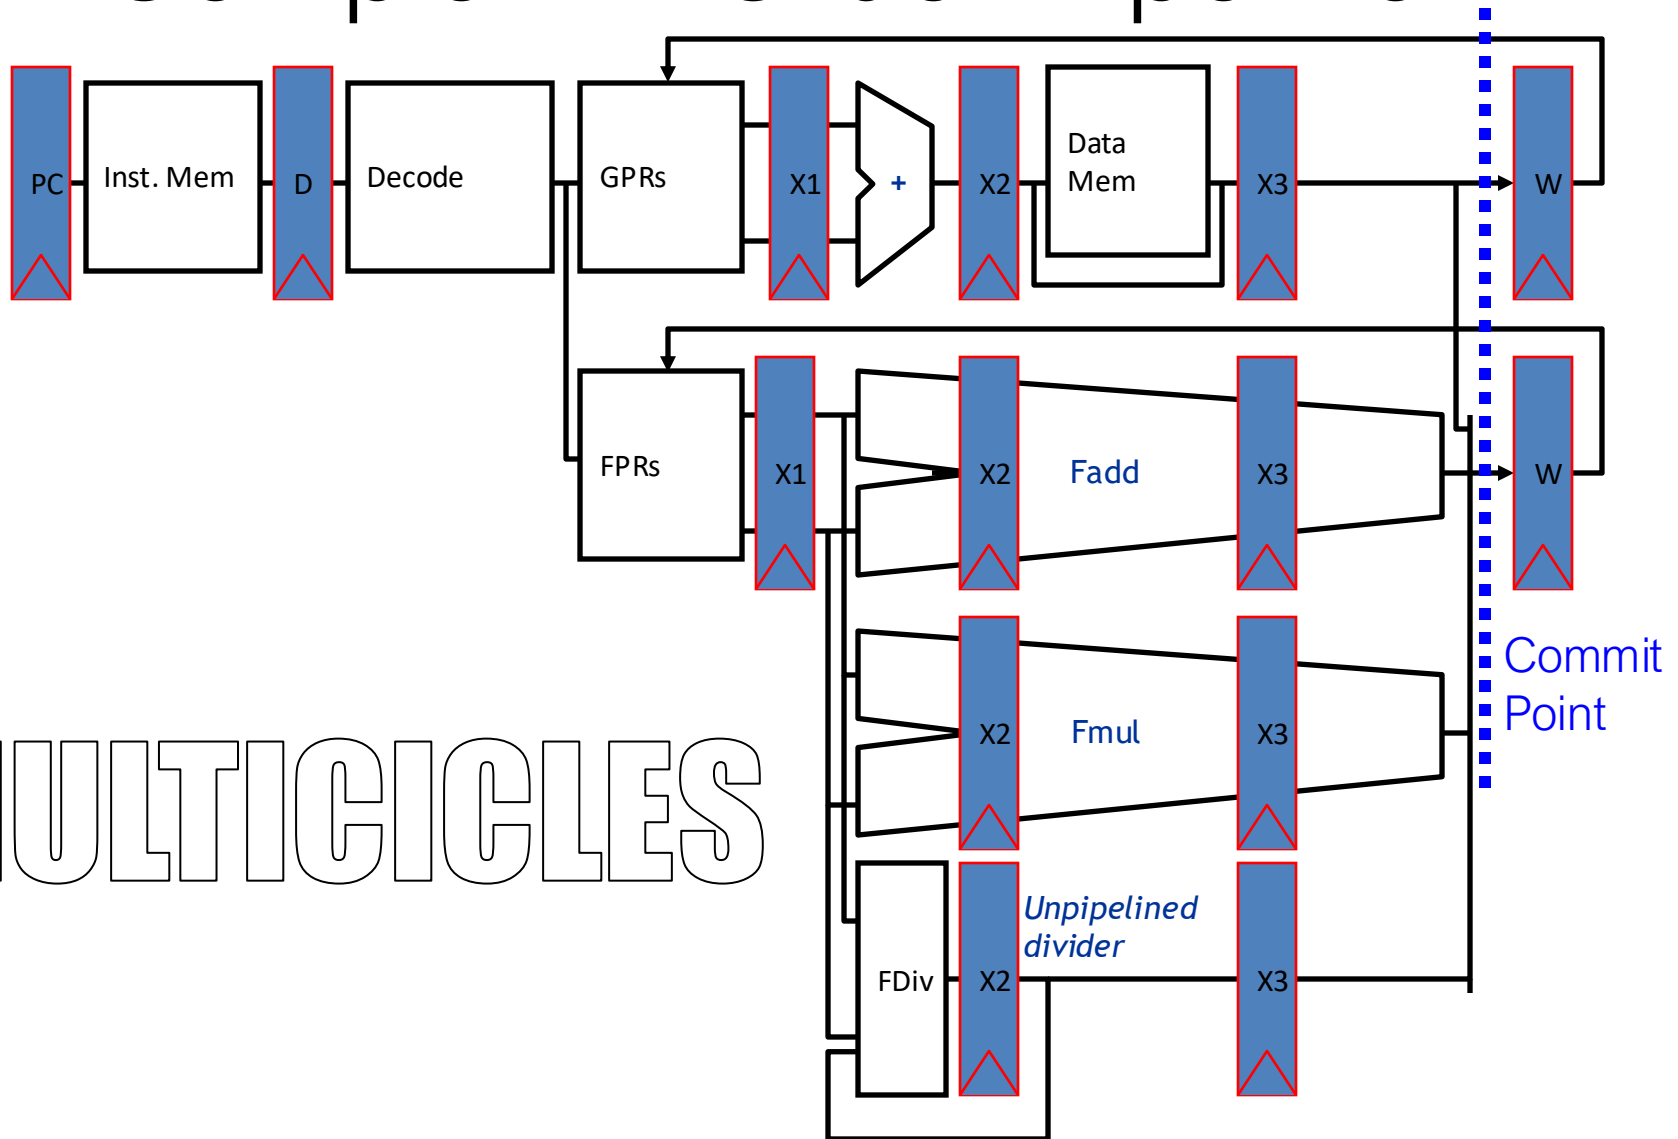 PC
Inst. Mem
D
Decode
GPRs
X1
+
X2
Data
Mem
X3
W
FPRs
X1
X2
Fadd
X3
W
X2
Fmul
X3
Commit
Point
ULTICICLES
FDiv
X2
Unpipelined
divider
X3